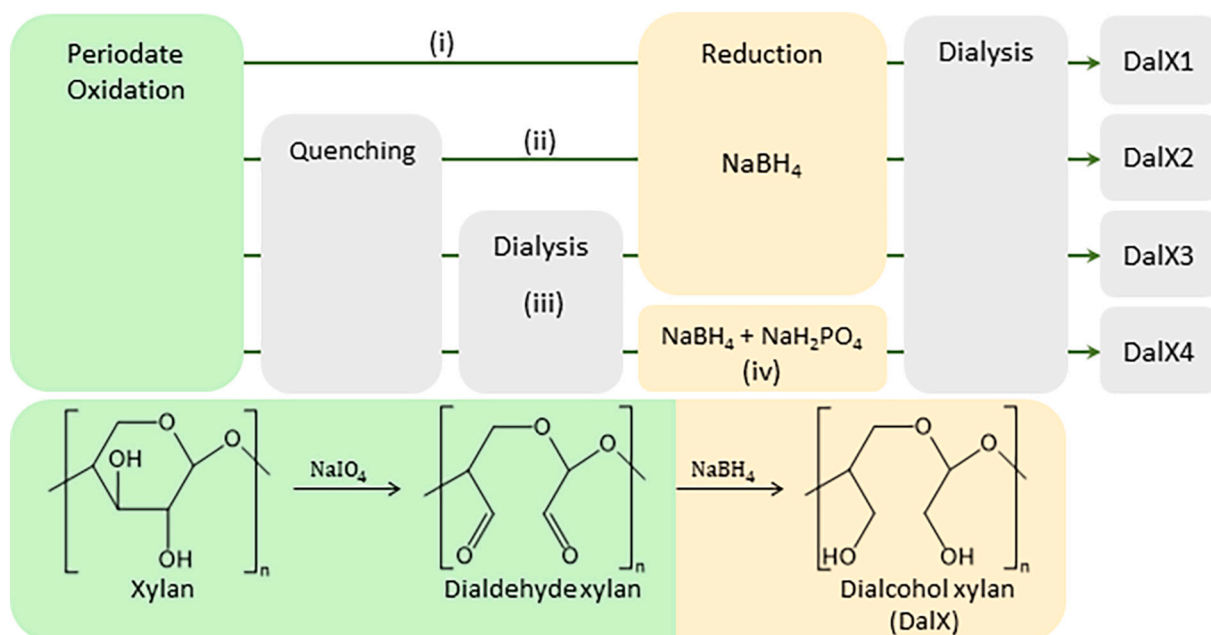 Periodate
Oxidation
(i)
Reduction
Dialysis
DalX1
Quenching
(ii)
NaBH₄
DalX2
Dialysis
(iii)
DalX3
NaBH₄ + NaH₂PO₄
(iv)
DalX4
O
O
OH
OH
n
Xylan
NaIO₄
O
O
O
O
n
Dialdehyde xylan
NaBH₄
O
O
HO
OH
n
Dialcohol xylan
(DalX)